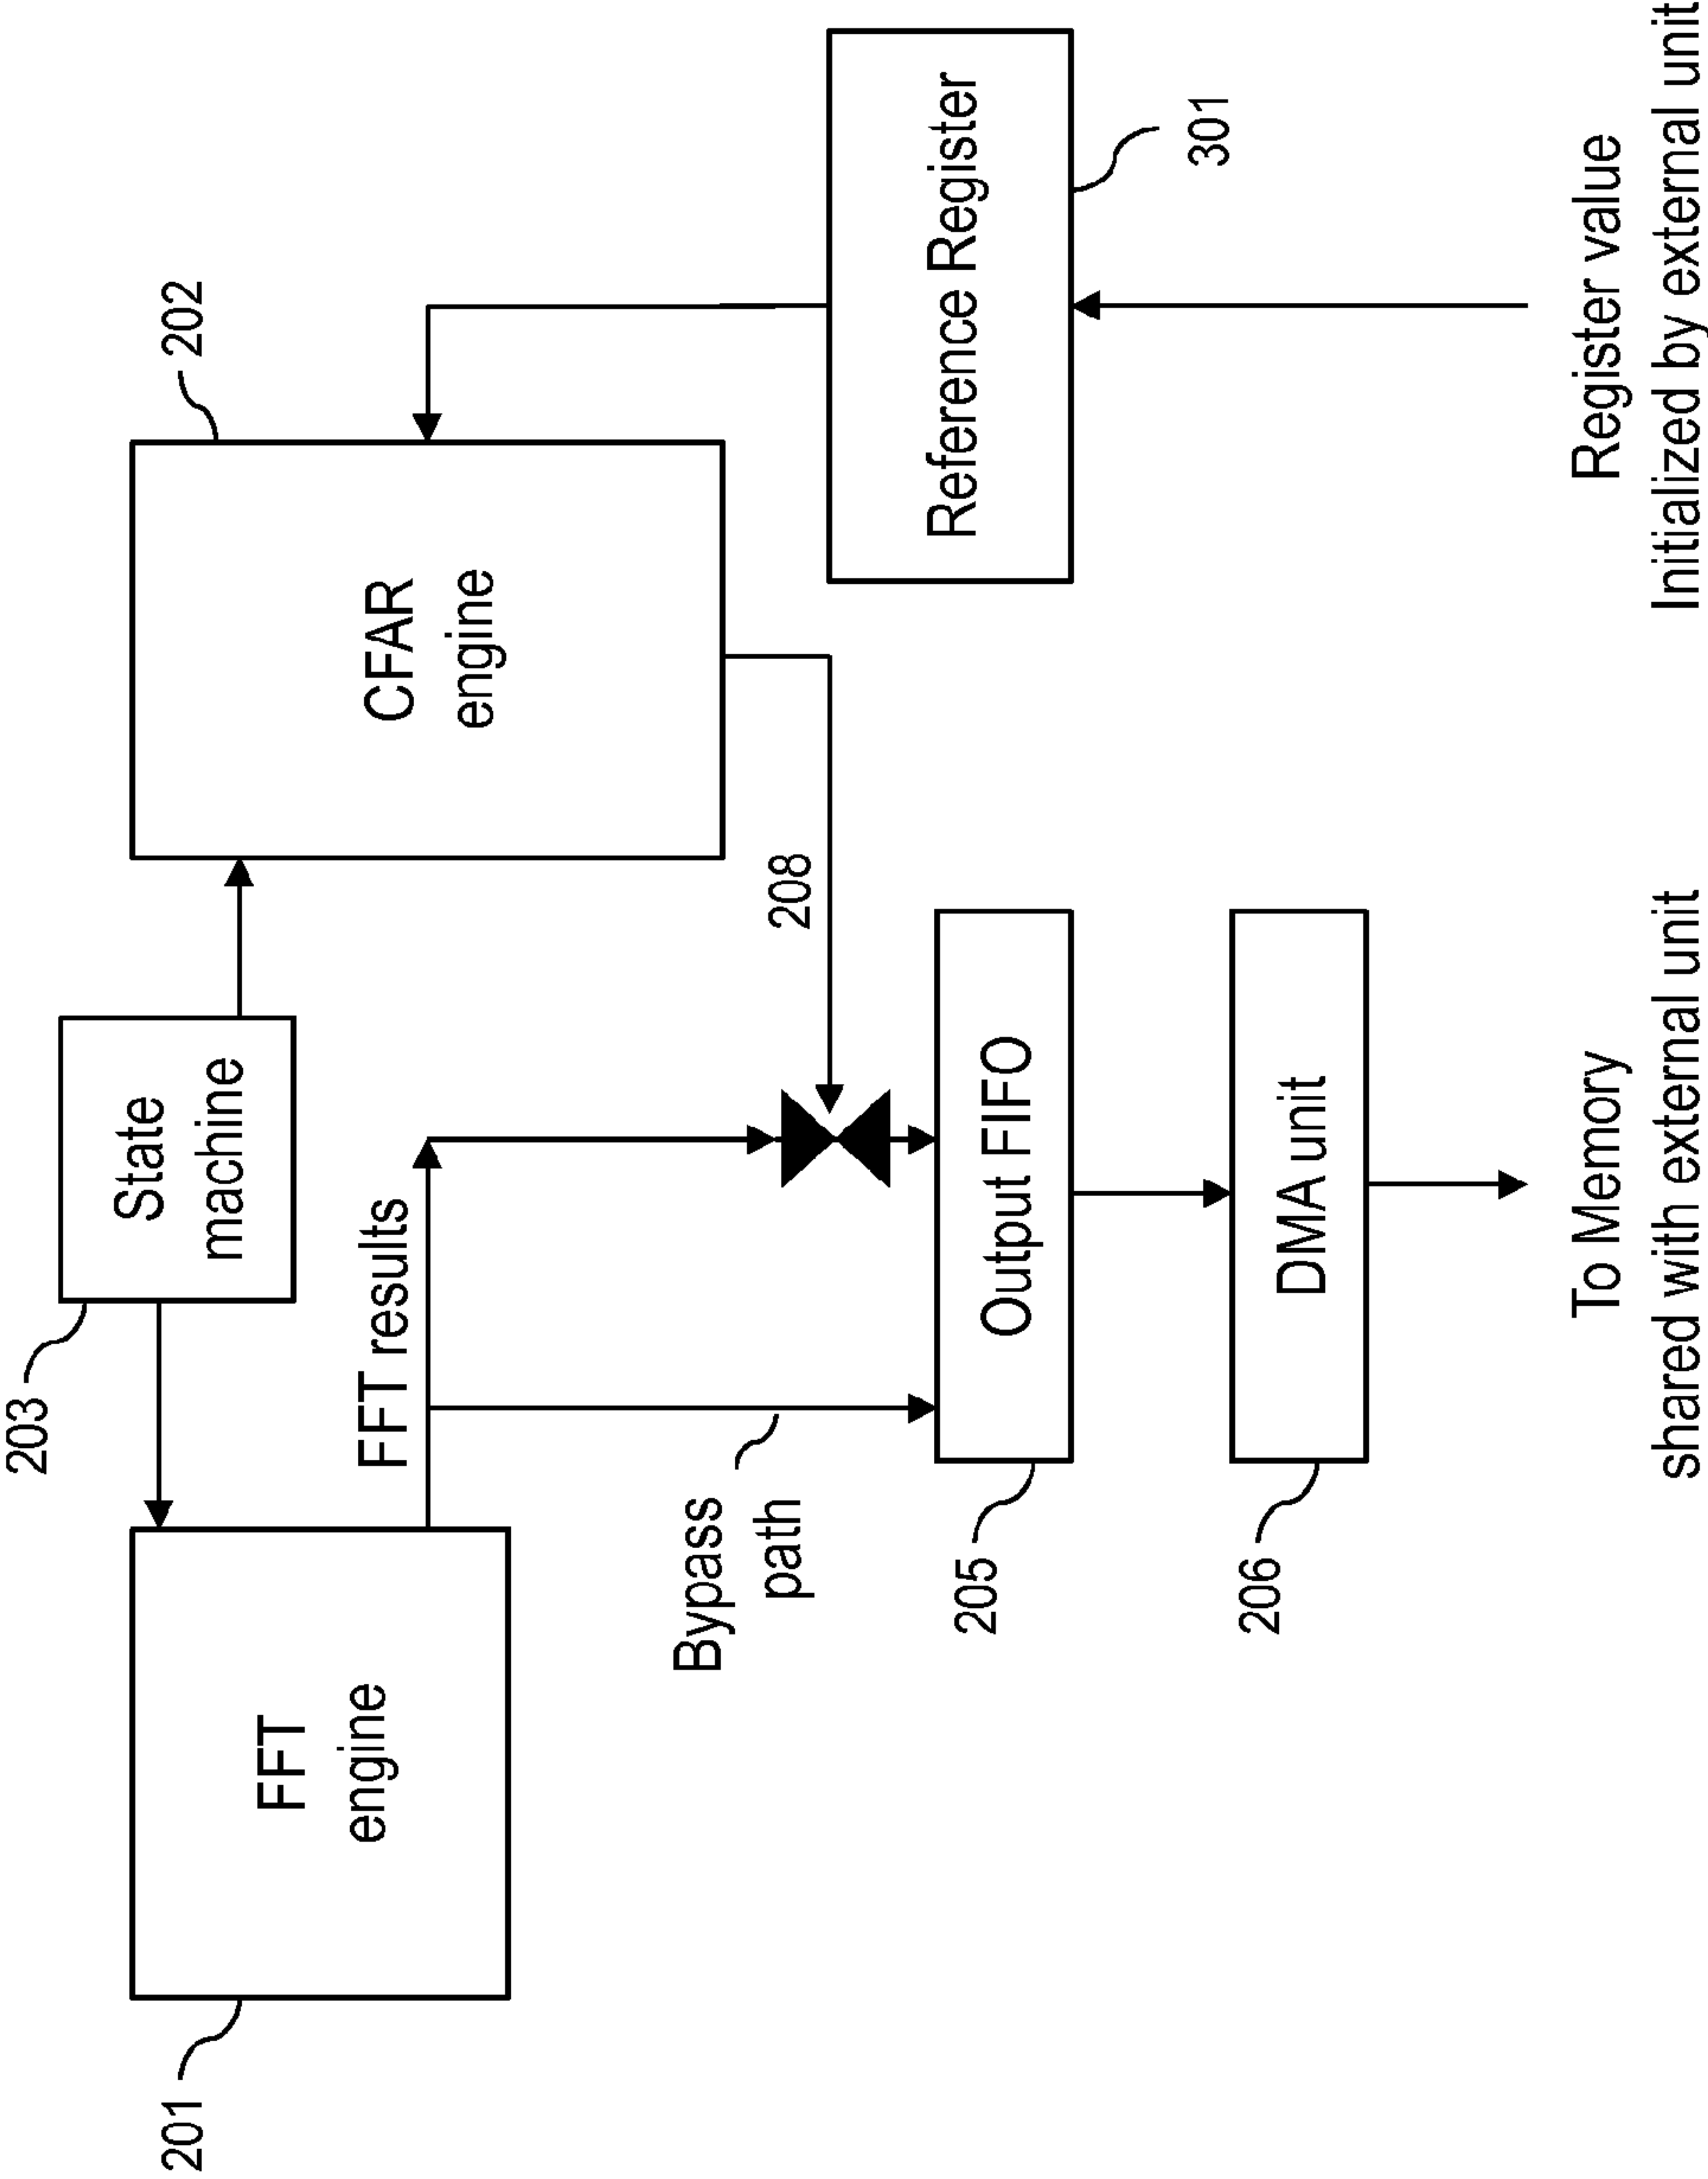 203
State
machine
201
202
FFT
engine
FFT results
CFAR
engine
Bypass
path
208
205
Output FIFO
Reference Register
301
206
DMA unit
To Memory
shared with external unit
Register value
Initialized by external unit